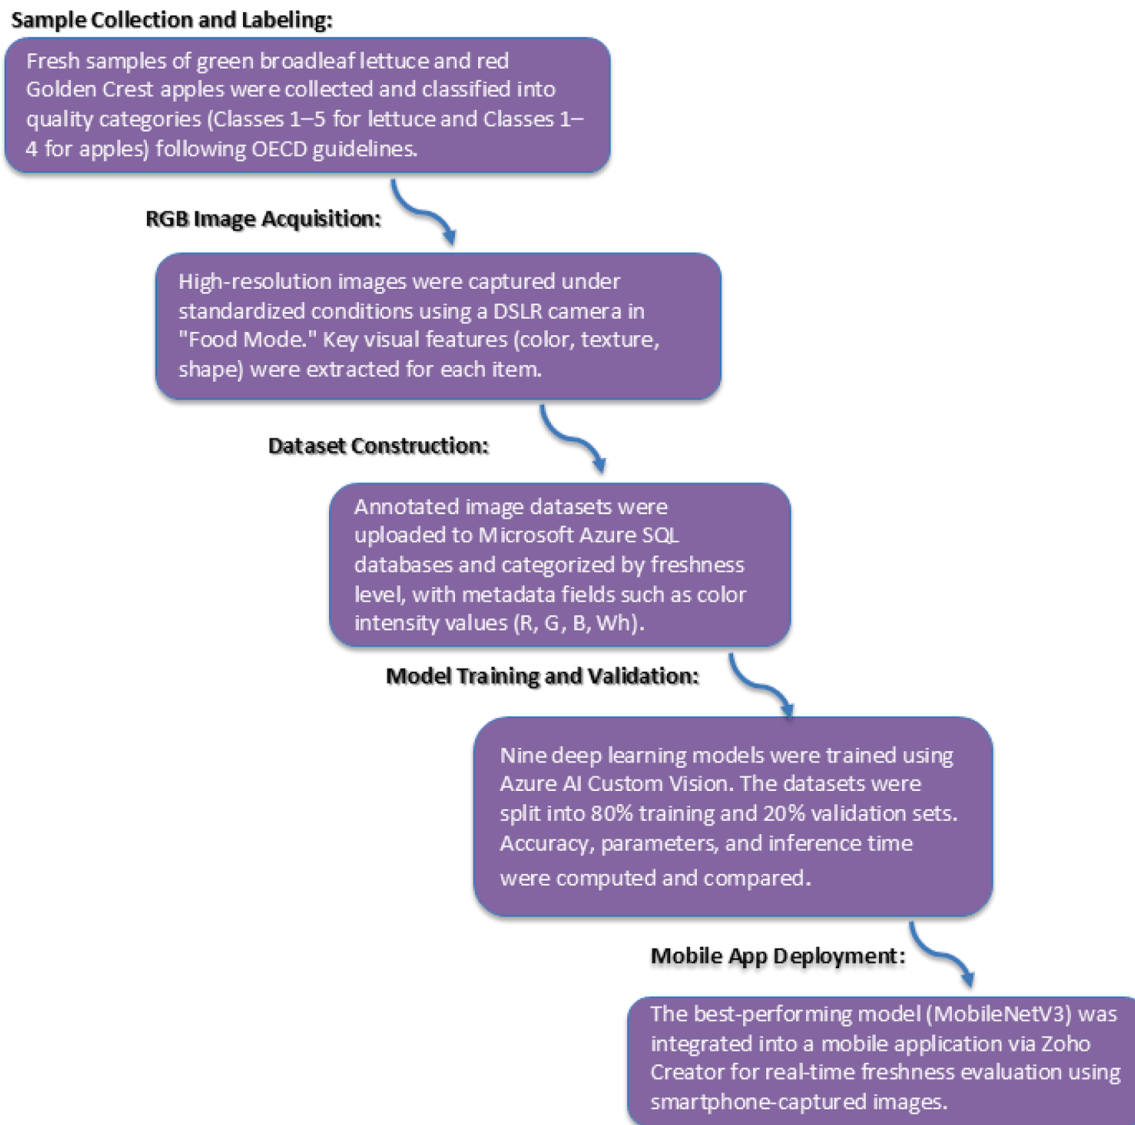 Sample Collection and Labeling:
Fresh samples of green broadleaf lettuce and red
Golden Crest apples were collected and classified into
quality categories (Classes 1–5 for lettuce and Classes 1–
4 for apples) following OECD guidelines.
RGB Image Acquisition:
High-resolution images were captured under
standardized conditions using a DSLR camera in
"Food Mode." Key visual features (color, texture,
shape) were extracted for each item.
Dataset Construction:
Annotated image datasets were
uploaded to Microsoft Azure SQL
databases and categorized by freshness
level, with metadata fields such as color
intensity values (R, G, B, Wh).
Model Training and Validation:
Nine deep learning models were trained using
Azure AI Custom Vision. The datasets were
split into 80% training and 20% validation sets.
Accuracy, parameters, and inference time
were computed and compared.
Mobile App Deployment:
The best-performing model (MobileNetV3) was
integrated into a mobile application via Zoho
Creator for real-time freshness evaluation using
smartphone-captured images.